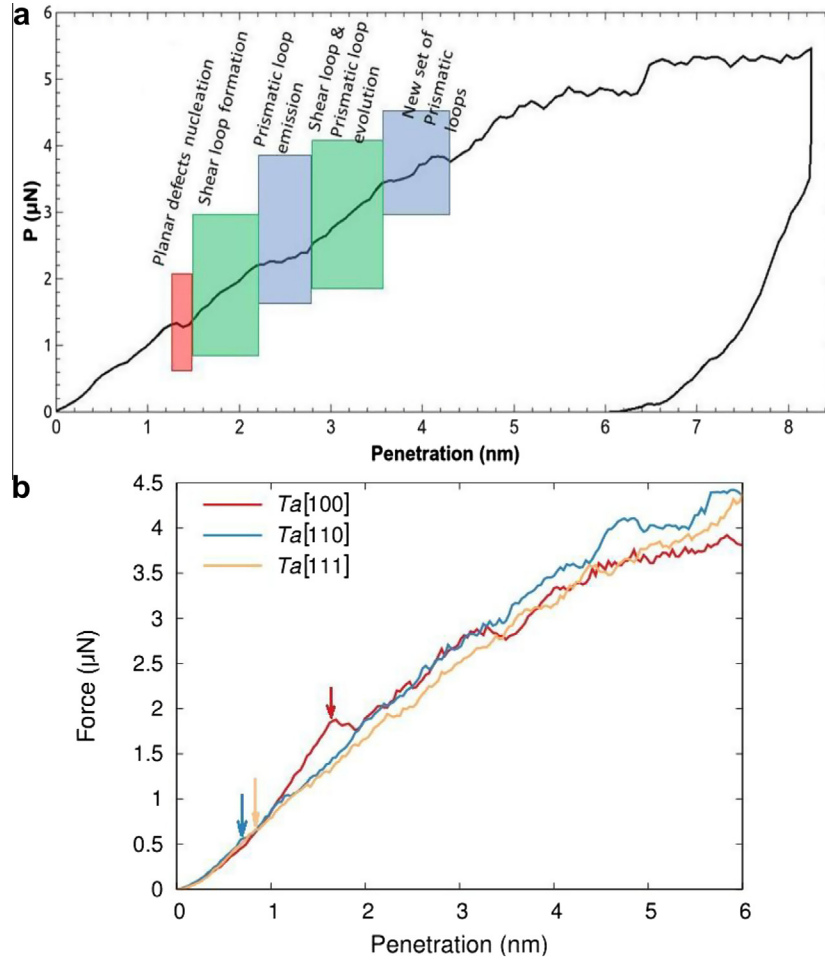 a
6
5
4
3
2
1
0
P (µN)
Planar defects nucleation
Shear loop formation
Prismatic loop
emission
Shear loop &
Prismatic loop
evolution
New set of
Prismatic
loops
0 1 2 3 4 5 6 7 8
Penetration (nm)
b
4.5
4
3.5
3
2.5
2
1.5
1
0.5
0
Force (µN)
Ta[100]
Ta[110]
Ta[111]
0 1 2 3 4 5 6
Penetration (nm)